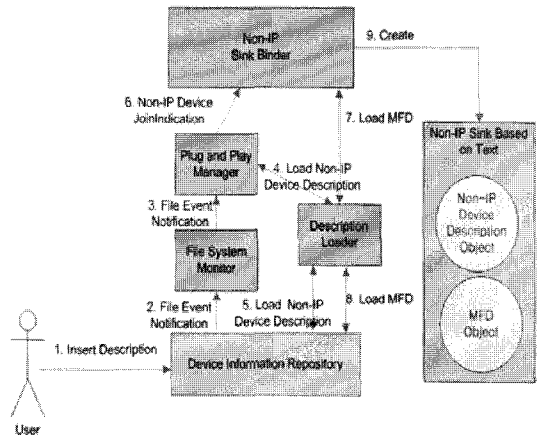 Non-IP
Sink Binder
9. Create
6. Non-IP Device
JoinIndication
7. Load MFD
Non-IP Sink Based
on Text
Plug and Play
Manager
4. Load Non-IP
Device Description
Non-IP
Device
Description
Object
3. File Event
Notification
Description
Loader
File System
Monitor
2. File Event
Notification
5. Load Non-IP
Device Description
8. Load MFD
MFD
Object
1. Insert Description
Device Information Repository
User